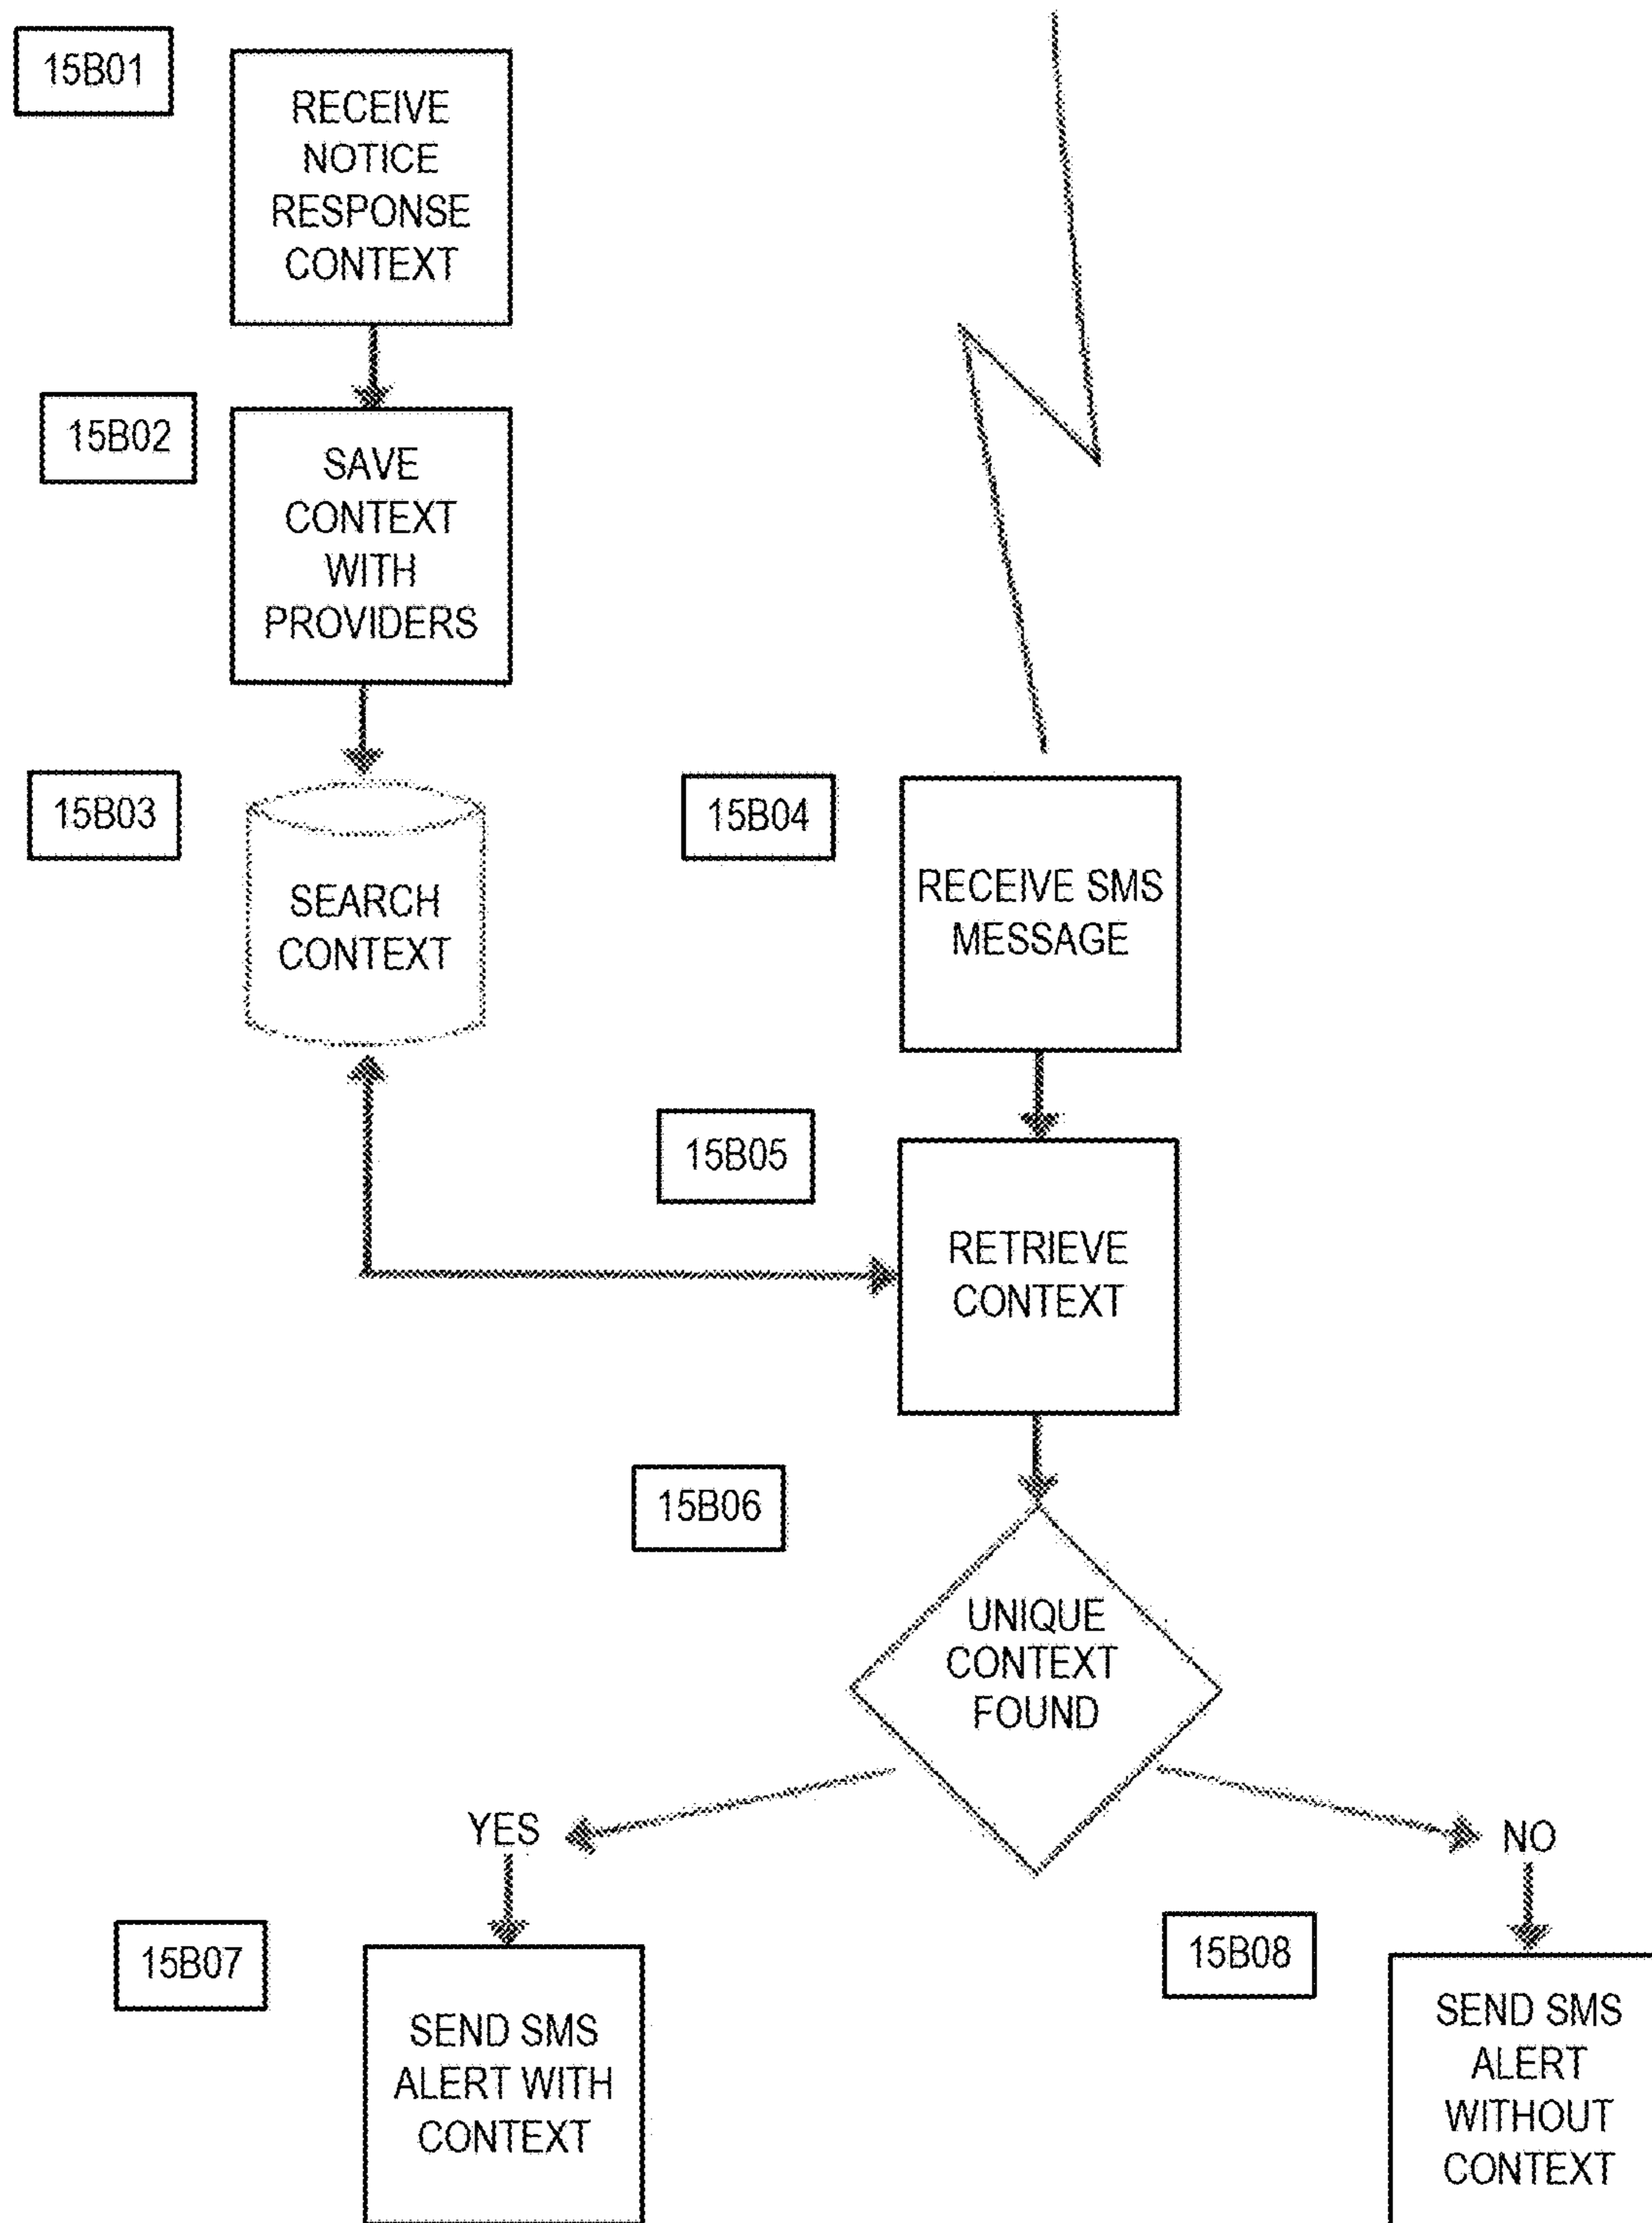 15B01
RECEIVE
NOTICE
RESPONSE
CONTEXT
15B02
SAVE
CONTEXT
WITH
PROVIDERS
15B03
SEARCH
CONTEXT
15B04
RECEIVE SMS
MESSAGE
15B05
RETRIEVE
CONTEXT
15B06
UNIQUE
CONTEXT
FOUND
YES
NO
15B07
SEND SMS
ALERT WITH
CONTEXT
15B08
SEND SMS
ALERT
WITHOUT
CONTEXT